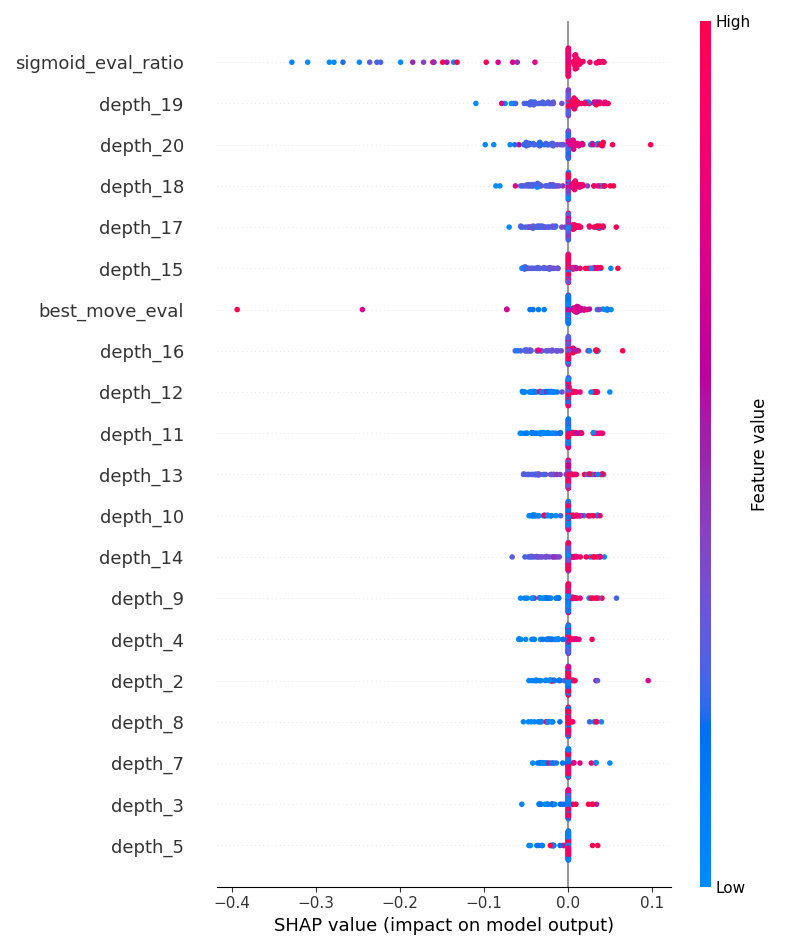 High
sigmoid_eval_ratio
depth_19
depth_20
depth_18
depth_17
depth_15
best_move_eval
depth_16
depth_12
depth_11
depth_13
depth_10
depth_14
depth_9
depth_4
depth_2
depth_8
depth_7
depth_3
depth_5
Feature value
Low
−0.4 −0.3 −0.2 −0.1 0.0 0.1
SHAP value (impact on model output)